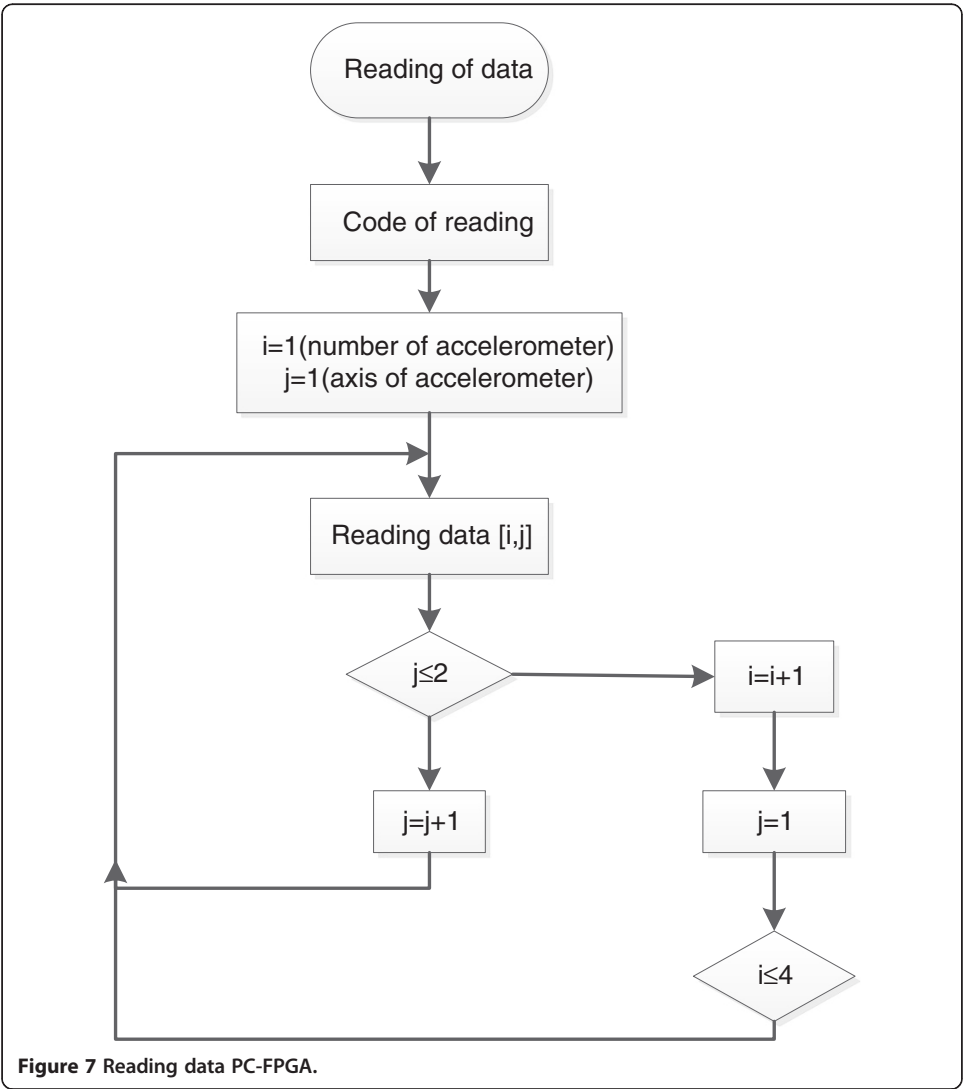 Reading of data
Code of reading
i=1(number of accelerometer)
j=1(axis of accelerometer)
Reading data [i,j]
j≤2
i=i+1
j=j+1
j=1
i≤4
Figure 7 Reading data PC-FPGA.